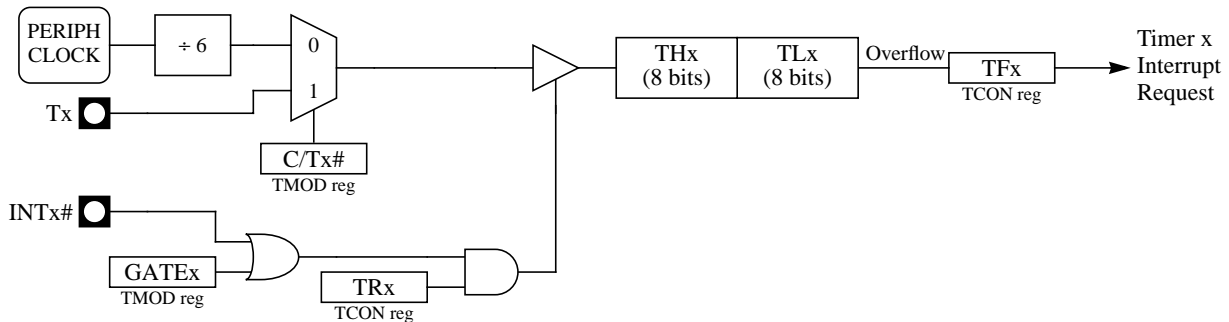 PERIPH
CLOCK
÷ 6
0
1
Tx
C/Tx#
TMOD reg
THx
(8 bits)
TLx
(8 bits)
Overflow
TFx
TCON reg
Timer x
Interrupt
Request
INTx#
GATEx
TMOD reg
TRx
TCON reg